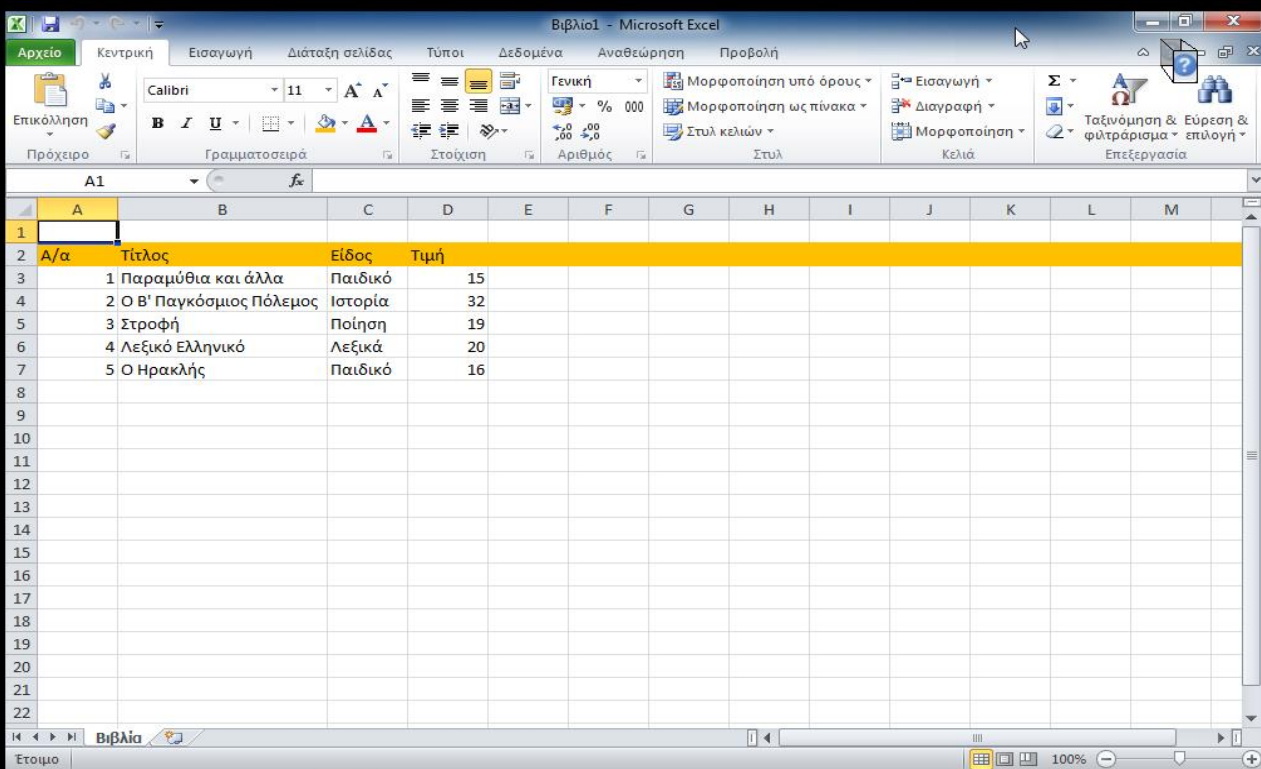 Βιβλίο1 - Microsoft Excel
Αρχείο Κεντρική Εισαγωγή Διάταξη σελίδας Τύποι Δεδομένα Αναθεώρηση Προβολή
Calibri 11 A A Γενική Μορφοποίηση υπό όρους Εισαγωγή Σ
Επικόλληση B I U A % 000 Μορφοποίηση ως πίνακα Διαγραφή Ταξινόμηση & φιλτράρισμα Εύρεση & επιλογή
Στυλ κελιών Μορφοποίηση
Πρόχειρο Γραμματοσειρά Στοίχιση Αριθμός Στυλ Κελιά Επεξεργασία
A1 fx
A B C D E F G H I J K L M
1
2 Α/α Τίτλος Είδος Τιμή
3 1 Παραμύθια και άλλα Παιδικό 15
4 2 Ο Β' Παγκόσμιος Πόλεμος Ιστορία 32
5 3 Στροφή Ποίηση 19
6 4 Λεξικό Ελληνικό Λεξικά 20
7 5 Ο Ηρακλής Παιδικό 16
8
9
10
11
12
13
14
15
16
17
18
19
20
21
22
Βιβλία
Έτοιμο 100%